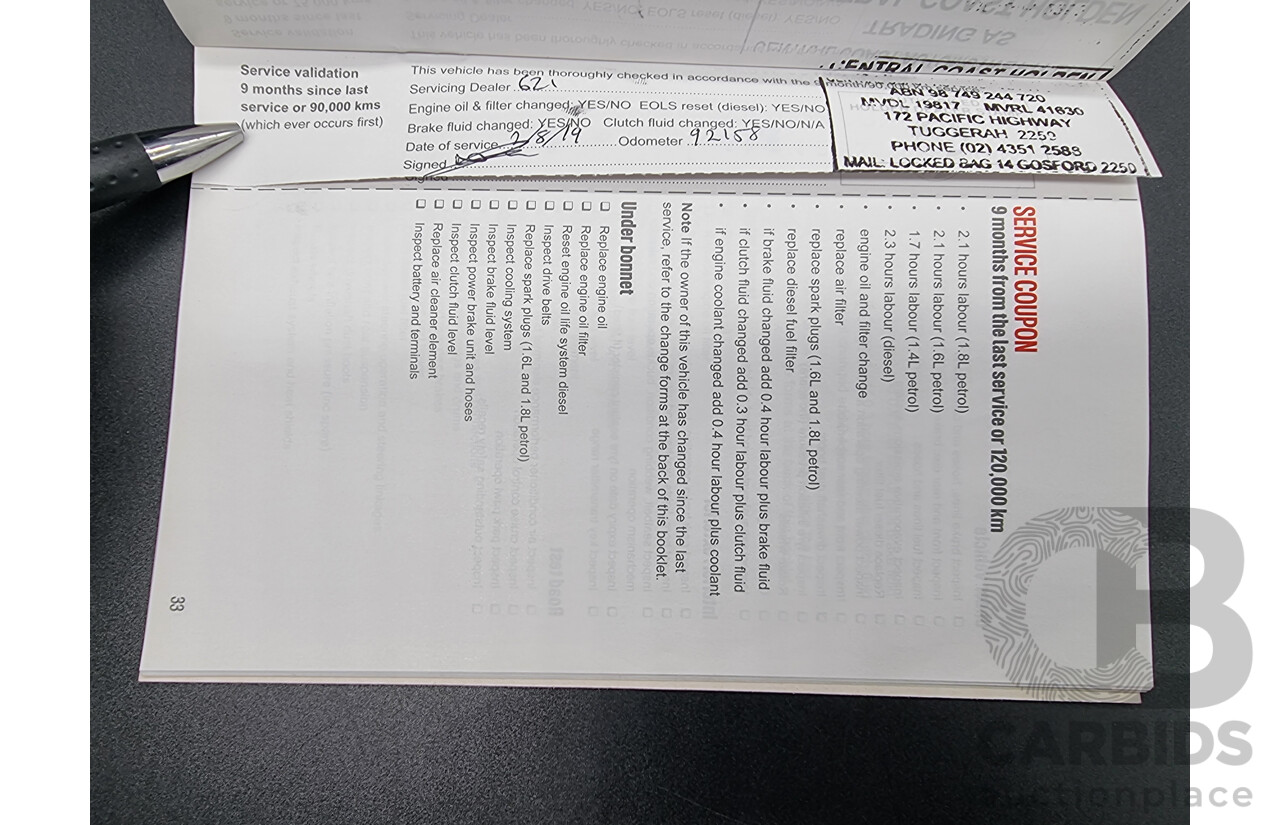 Service validation
9 months since last
service or 90,000 kms
(which ever occurs first)
This vehicle has been thoroughly checked in accordance with the
Servicing Dealer 621
Engine oil & filter changed: YES/NO EOLS reset (diesel): YES/NO
Brake fluid changed: YES/NO Clutch fluid changed: YES/NO/N/A
Date of service 2/8/19 Odometer 92158
Signed
CENTRAL COAST HOLDEN
ABN 98 749 244 720
MVDL 19817 MVRL 41630
172 PACIFIC HIGHWAY
TUGGERAH 2259
PHONE (02) 4351 2588
MAIL: LOCKED BAG 14 GOSFORD 2250
SERVICE COUPON
9 months from the last service or 120,000 km
• 2.1 hours labour (1.8L petrol)
• 2.1 hours labour (1.6L petrol)
• 1.7 hours labour (1.4L petrol)
• 2.3 hours labour (diesel)
• engine oil and filter change
• replace air filter
• replace spark plugs (1.6L and 1.8L petrol)
• replace diesel fuel filter
• if brake fluid changed add 0.4 hour labour plus brake fluid
• if clutch fluid changed add 0.3 hour labour plus clutch fluid
• if engine coolant changed add 0.4 hour labour plus coolant
Note If the owner of this vehicle has changed since the last
service, refer to the change forms at the back of this booklet.
Under bonnet
☐ Replace engine oil
☐ Replace engine oil filter
☐ Reset engine oil life system diesel
☐ Inspect drive belts
☐ Replace spark plugs (1.6L and 1.8L petrol)
☐ Inspect cooling system
☐ Inspect brake fluid level
☐ Inspect power brake unit and hoses
☐ Inspect clutch fluid level
☐ Replace air cleaner element
☐ Inspect battery and terminals
33
CARBIDS
auctionplace